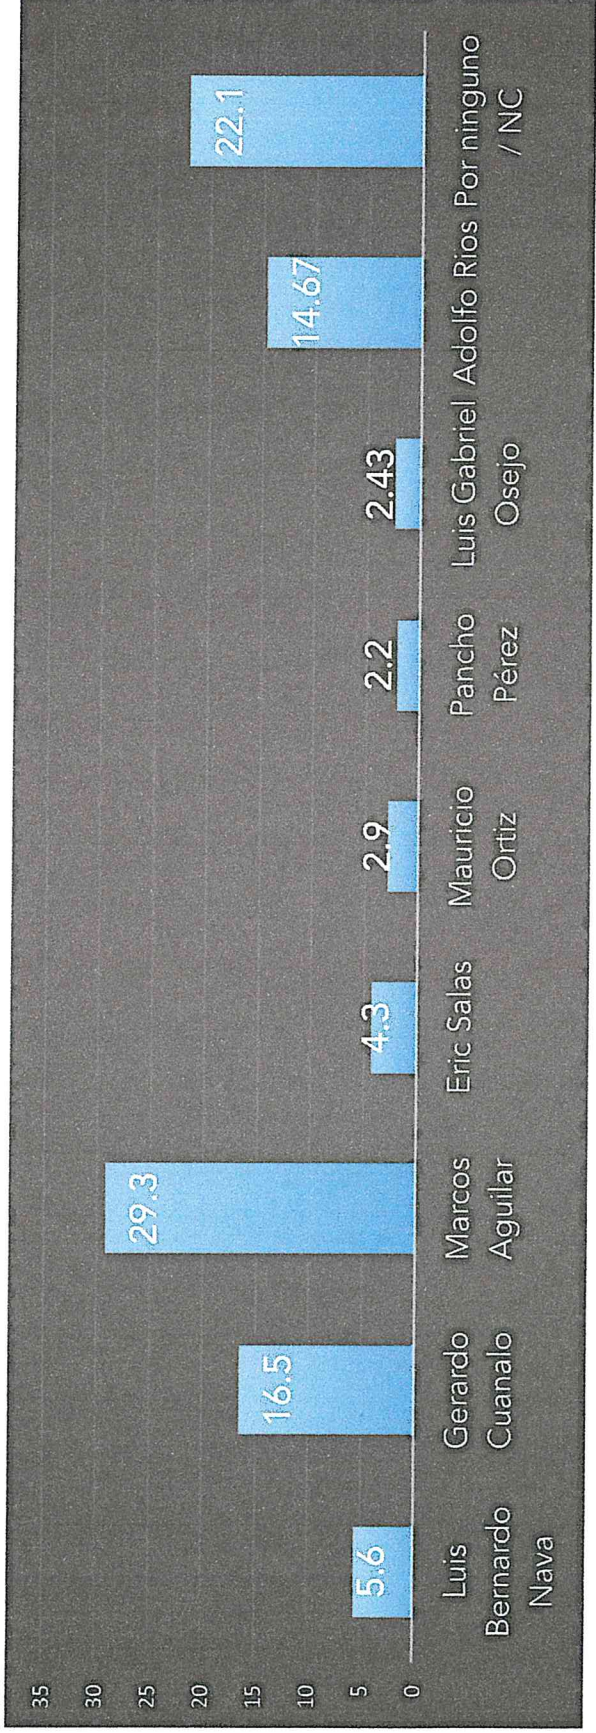 35
30
25
20
15
10
5
0
5.6
16.5
29.3
4.3
2.9
2.2
2.43
14.67
22.1
Luis
Bernardo
Nava
Gerardo
Cuanalo
Marcos
Aguilar
Eric Salas
Mauricio
Ortiz
Pancho
Pérez
Luis Gabriel
Osejo
Adolfo Rios
Por ninguno
/ NC